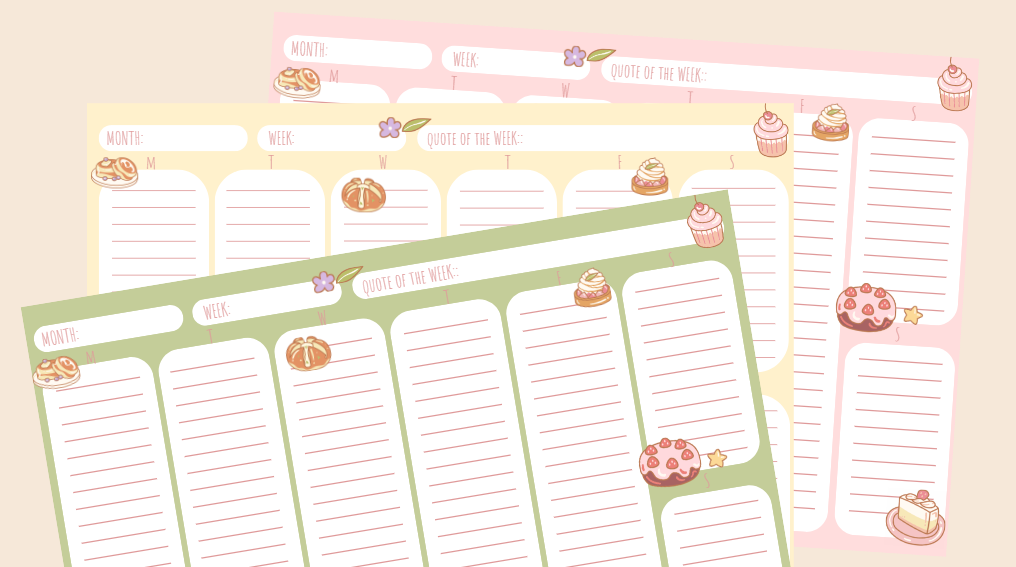 MONTH:
WEEK:
QUOTE OF THE WEEK::
M
T
W
T
F
S
S
MONTH:
WEEK:
QUOTE OF THE WEEK::
M
T
W
T
F
S
MONTH:
WEEK:
QUOTE OF THE WEEK::
M
T
W
T
S
S